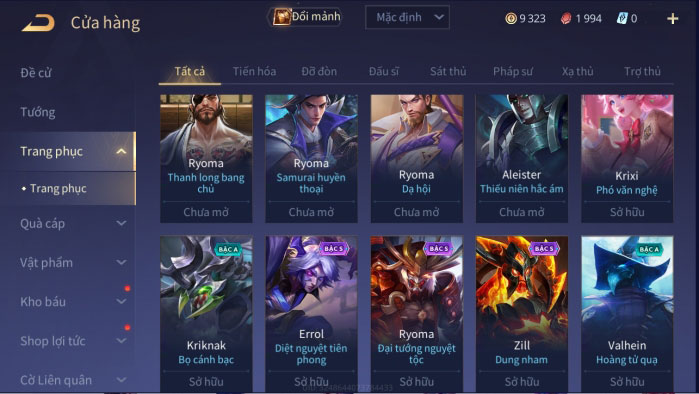 Cửa hàng
Đổi mảnh
Mặc định
9 323
1 994
0
Đề cử
Tướng
Trang phục
Trang phục
Quà cáp
Vật phẩm
Kho báu
Shop lợi tức
Cờ Liên quân
Tất cả Tiến hóa Đỡ đòn Đấu sĩ Sát thủ Pháp sư Xạ thủ Trợ thủ
Ryoma
Thanh long bang
chủ
Chưa mở
Ryoma
Samurai huyền
thoại
Chưa mở
Ryoma
Dạ hội
Chưa mở
Aleister
Thiếu niên hắc ám
Chưa mở
Krixi
Phó văn nghệ
Sở hữu
BẬC A
Kriknak
Bọ cánh bạc
Sở hữu
BẬC S
Errol
Diệt nguyệt tiên
phong
Sở hữu
BẬC S
Ryoma
Đại tướng nguyệt
tộc
Sở hữu
BẬC S
Zill
Dung nham
Sở hữu
BẬC A
Valhein
Hoàng tử quạ
Sở hữu